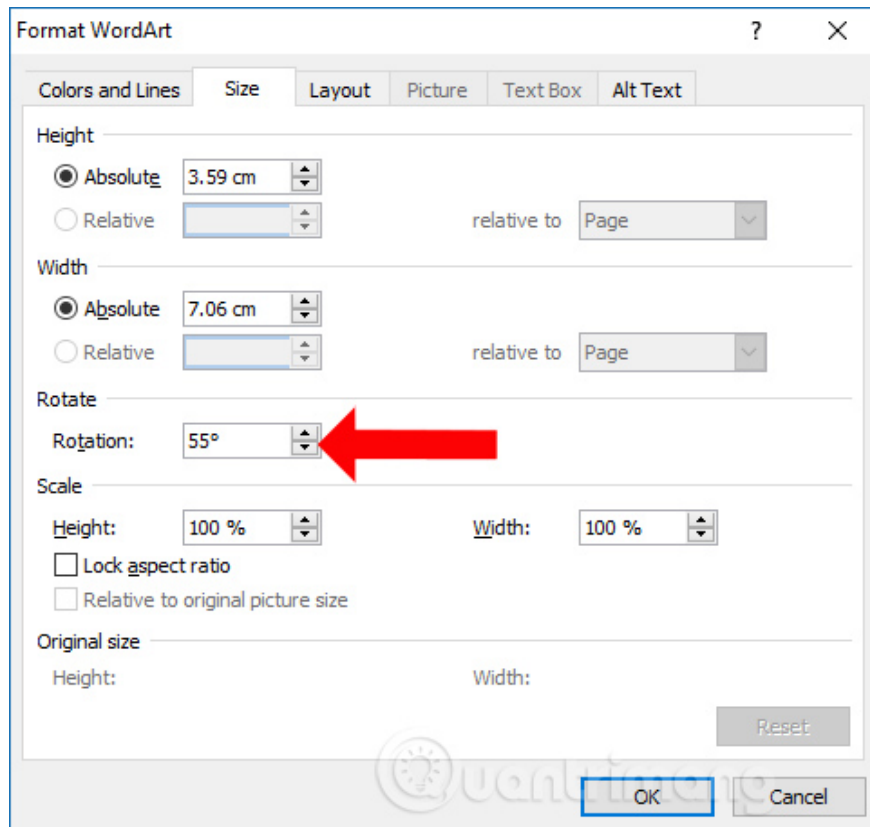 Format WordArt ?
Colors and Lines Size Layout Picture Text Box Alt Text
Height
Absolute 3.59 cm
Relative relative to Page
Width
Absolute 7.06 cm
Relative relative to Page
Rotate
Rotation: 55°
Scale
Height: 100 % Width: 100 %
Lock aspect ratio
Relative to original picture size
Original size
Height: Width:
Reset
Quantrimang
OK Cancel